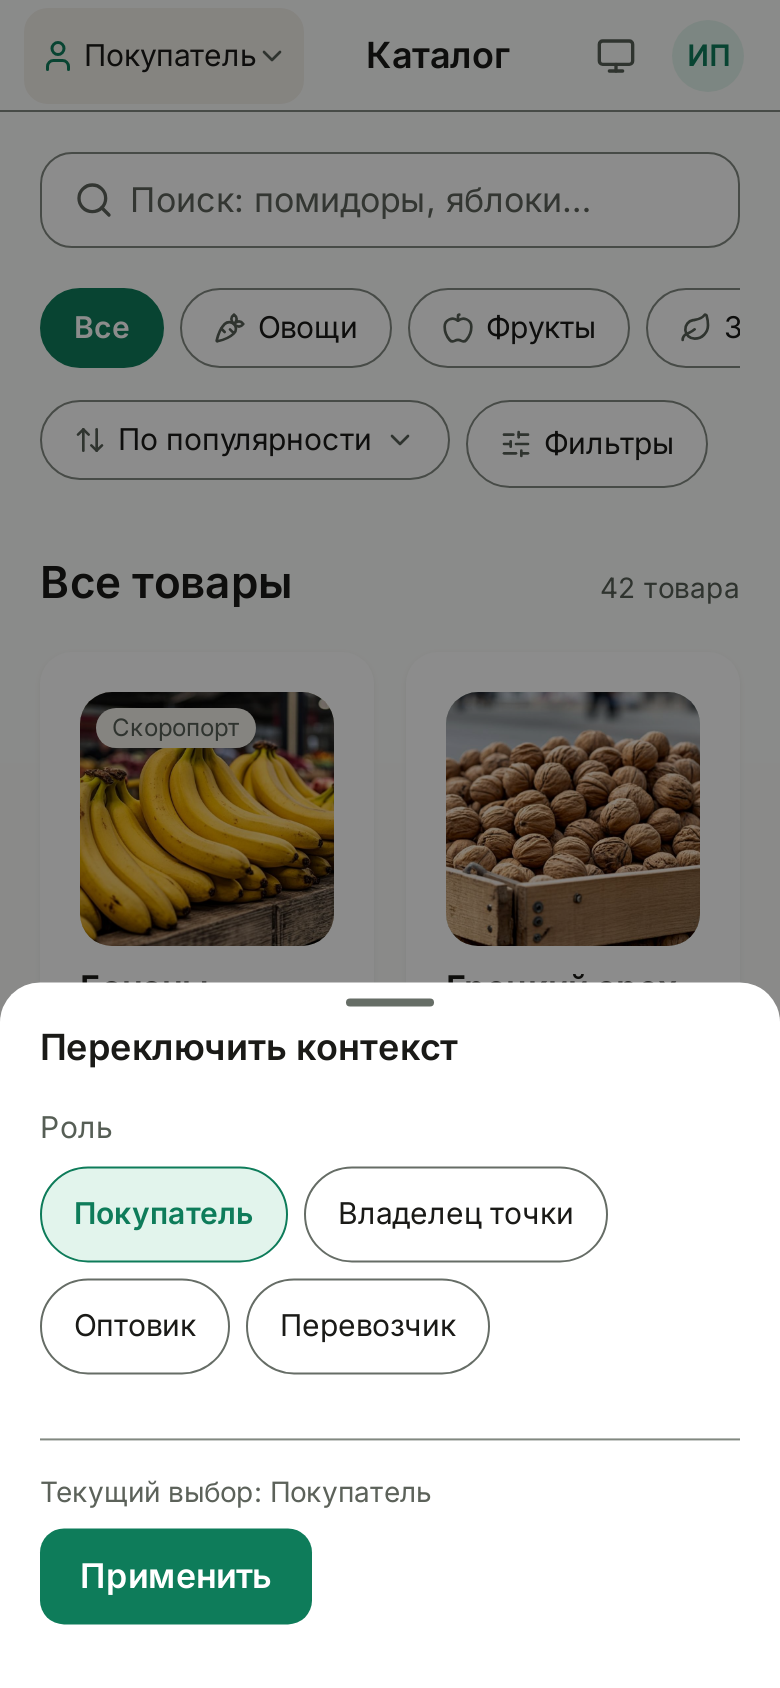 Покупатель
Каталог
ИП
Поиск: помидоры, яблоки...
Все
Овощи
Фрукты
По популярности
Фильтры
Все товары
42 товара
Скоропорт
Переключить контекст
Роль
Покупатель
Владелец точки
Оптовик
Перевозчик
Текущий выбор: Покупатель
Применить